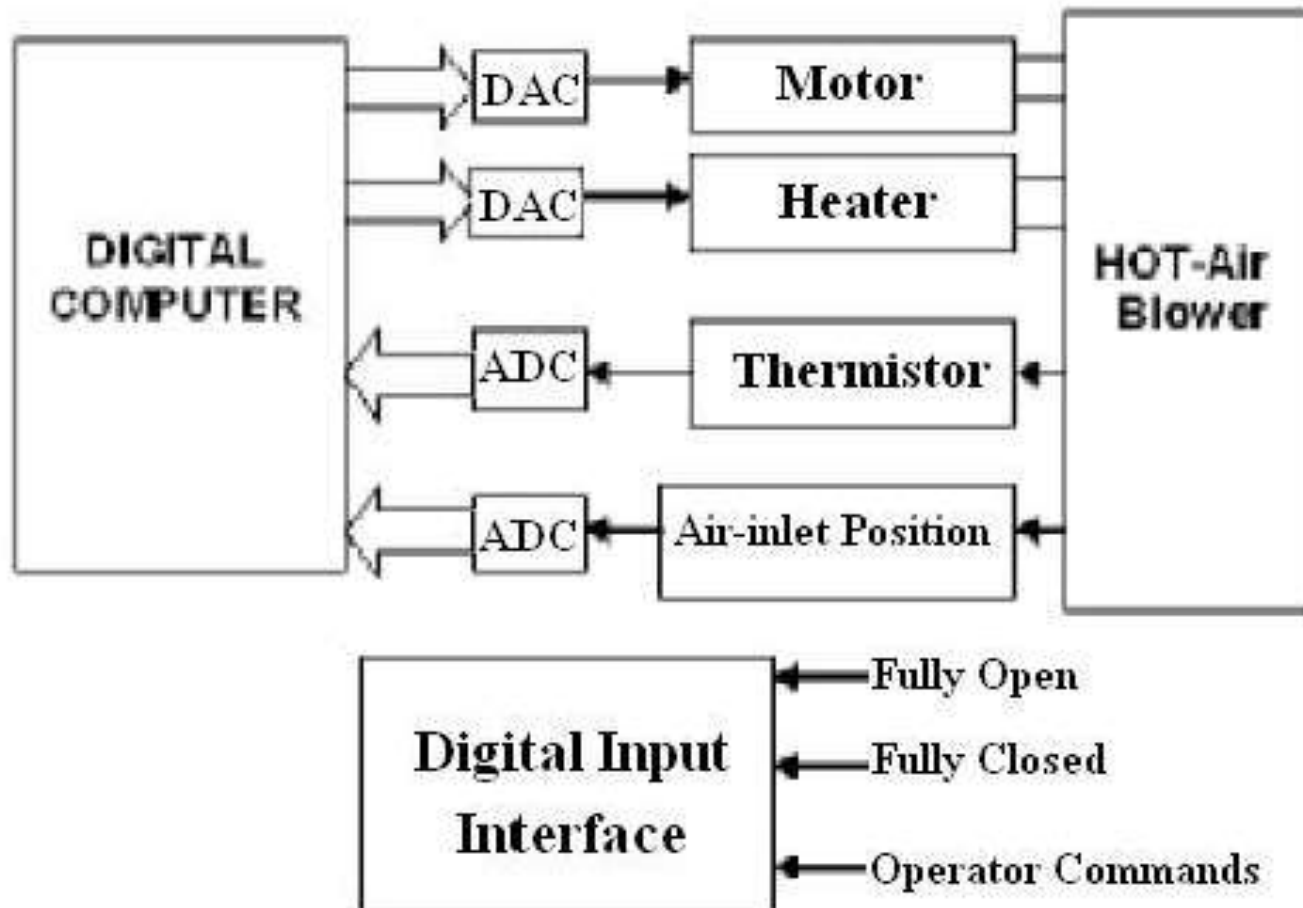 DAC
Motor
DAC
Heater
DIGITAL
COMPUTER
HOT-Air
Blower
ADC
Thermistor
ADC
Air-inlet Position
Digital Input
Interface
Fully Open
Fully Closed
Operator Commands